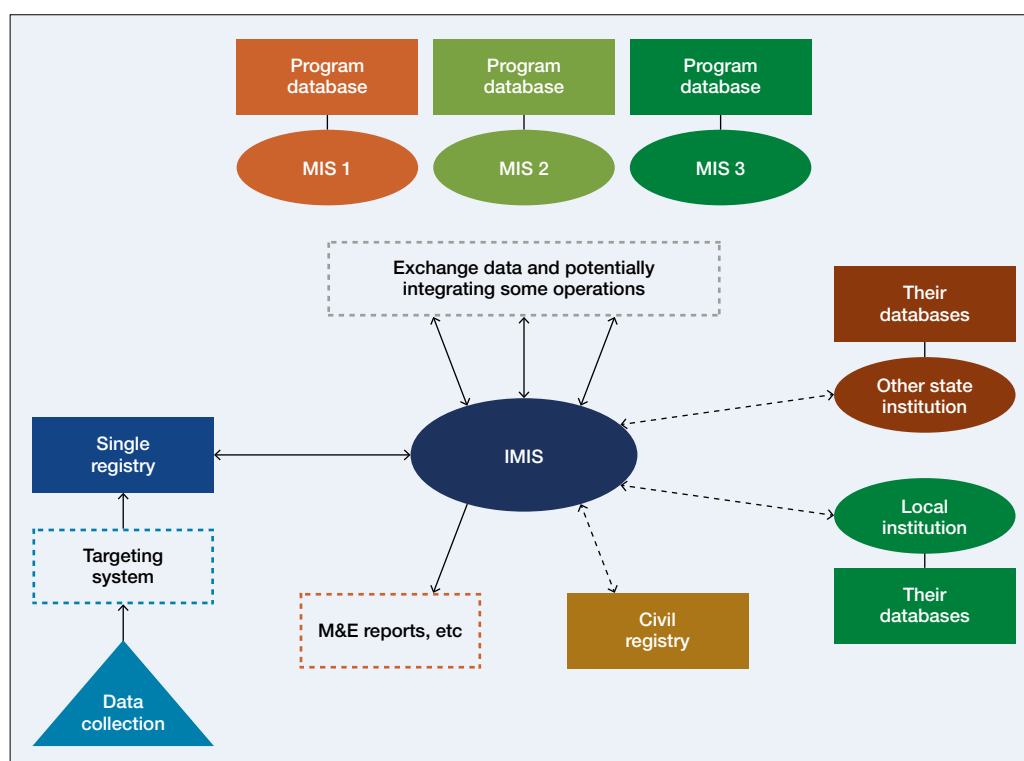 Program
database
Program
database
Program
database
MIS 1
MIS 2
MIS 3
Exchange data and potentially
integrating some operations
Their
databases
Other state
institution
Single
registry
IMIS
Local
institution
Targeting
system
Their
databases
M&E reports, etc
Civil
registry
Data
collection